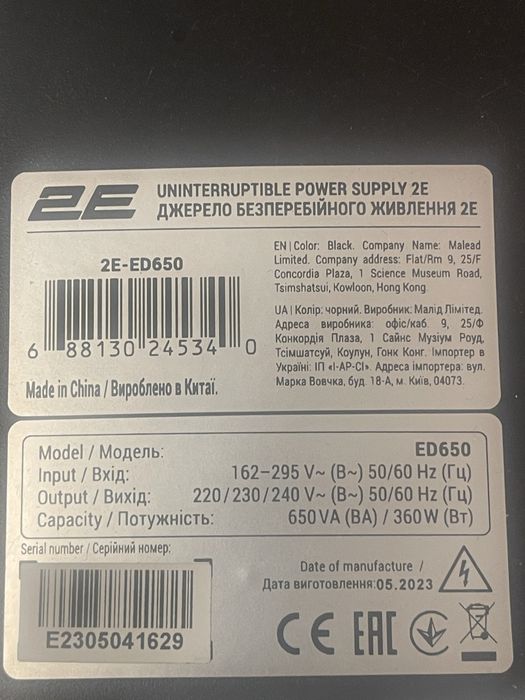 2E
UNINTERRUPTIBLE POWER SUPPLY 2E
ДЖЕРЕЛО БЕЗПЕРЕБІЙНОГО ЖИВЛЕННЯ 2E
2E-ED650
6 88130 24534 0
Made in China / Вироблено в Китаї.
EN | Color: Black. Company Name: Malead
Limited. Company address: Flat/Rm 9, 25/F
Concordia Plaza, 1 Science Museum Road,
Tsimshatsui, Kowloon, Hong Kong.
UA | Колір: чорний. Виробник: Малід Лімітед.
Адреса виробника: офіс/каб. 9, 25/Ф
Конкордія Плаза, 1 Сайнс Музіум Роуд,
Тсімшатсуі, Коулун, Гонк Конг. Імпортер в
Україні: ІП «І-АР-СІ». Адреса імпортера: вул.
Марка Вовчка, буд. 18-А, м. Київ, 04073.
Model / Модель: ED650
Input / Вхід: 162–295 V~ (В~) 50/60 Hz (Гц)
Output / Вихід: 220/230/240 V~ (В~) 50/60 Hz (Гц)
Capacity / Потужність: 650VA (ВА) / 360W (Вт)
Serial number / Серійний номер:
E2305041629
Date of manufacture /
Дата виготовлення:05.2023
CE EAC